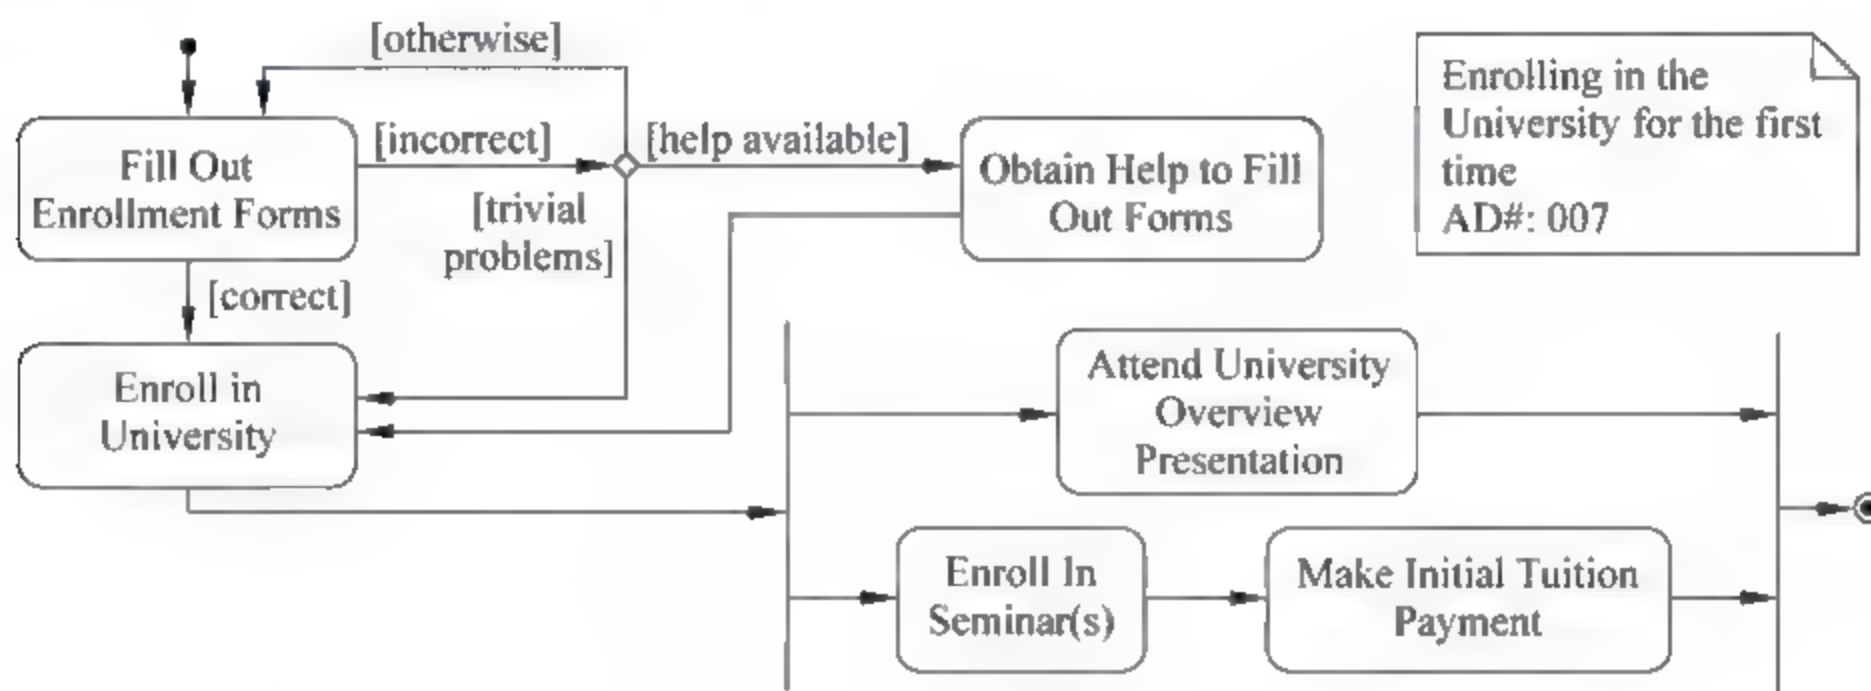 [otherwise]
Enrolling in the
University for the first
time
AD#: 007
Fill Out
Enrollment Forms
[incorrect]
[help available]
Obtain Help to Fill
Out Forms
[trivial
problems]
[correct]
Enroll in
University
Attend University
Overview
Presentation
Enroll In
Seminar(s)
Make Initial Tuition
Payment